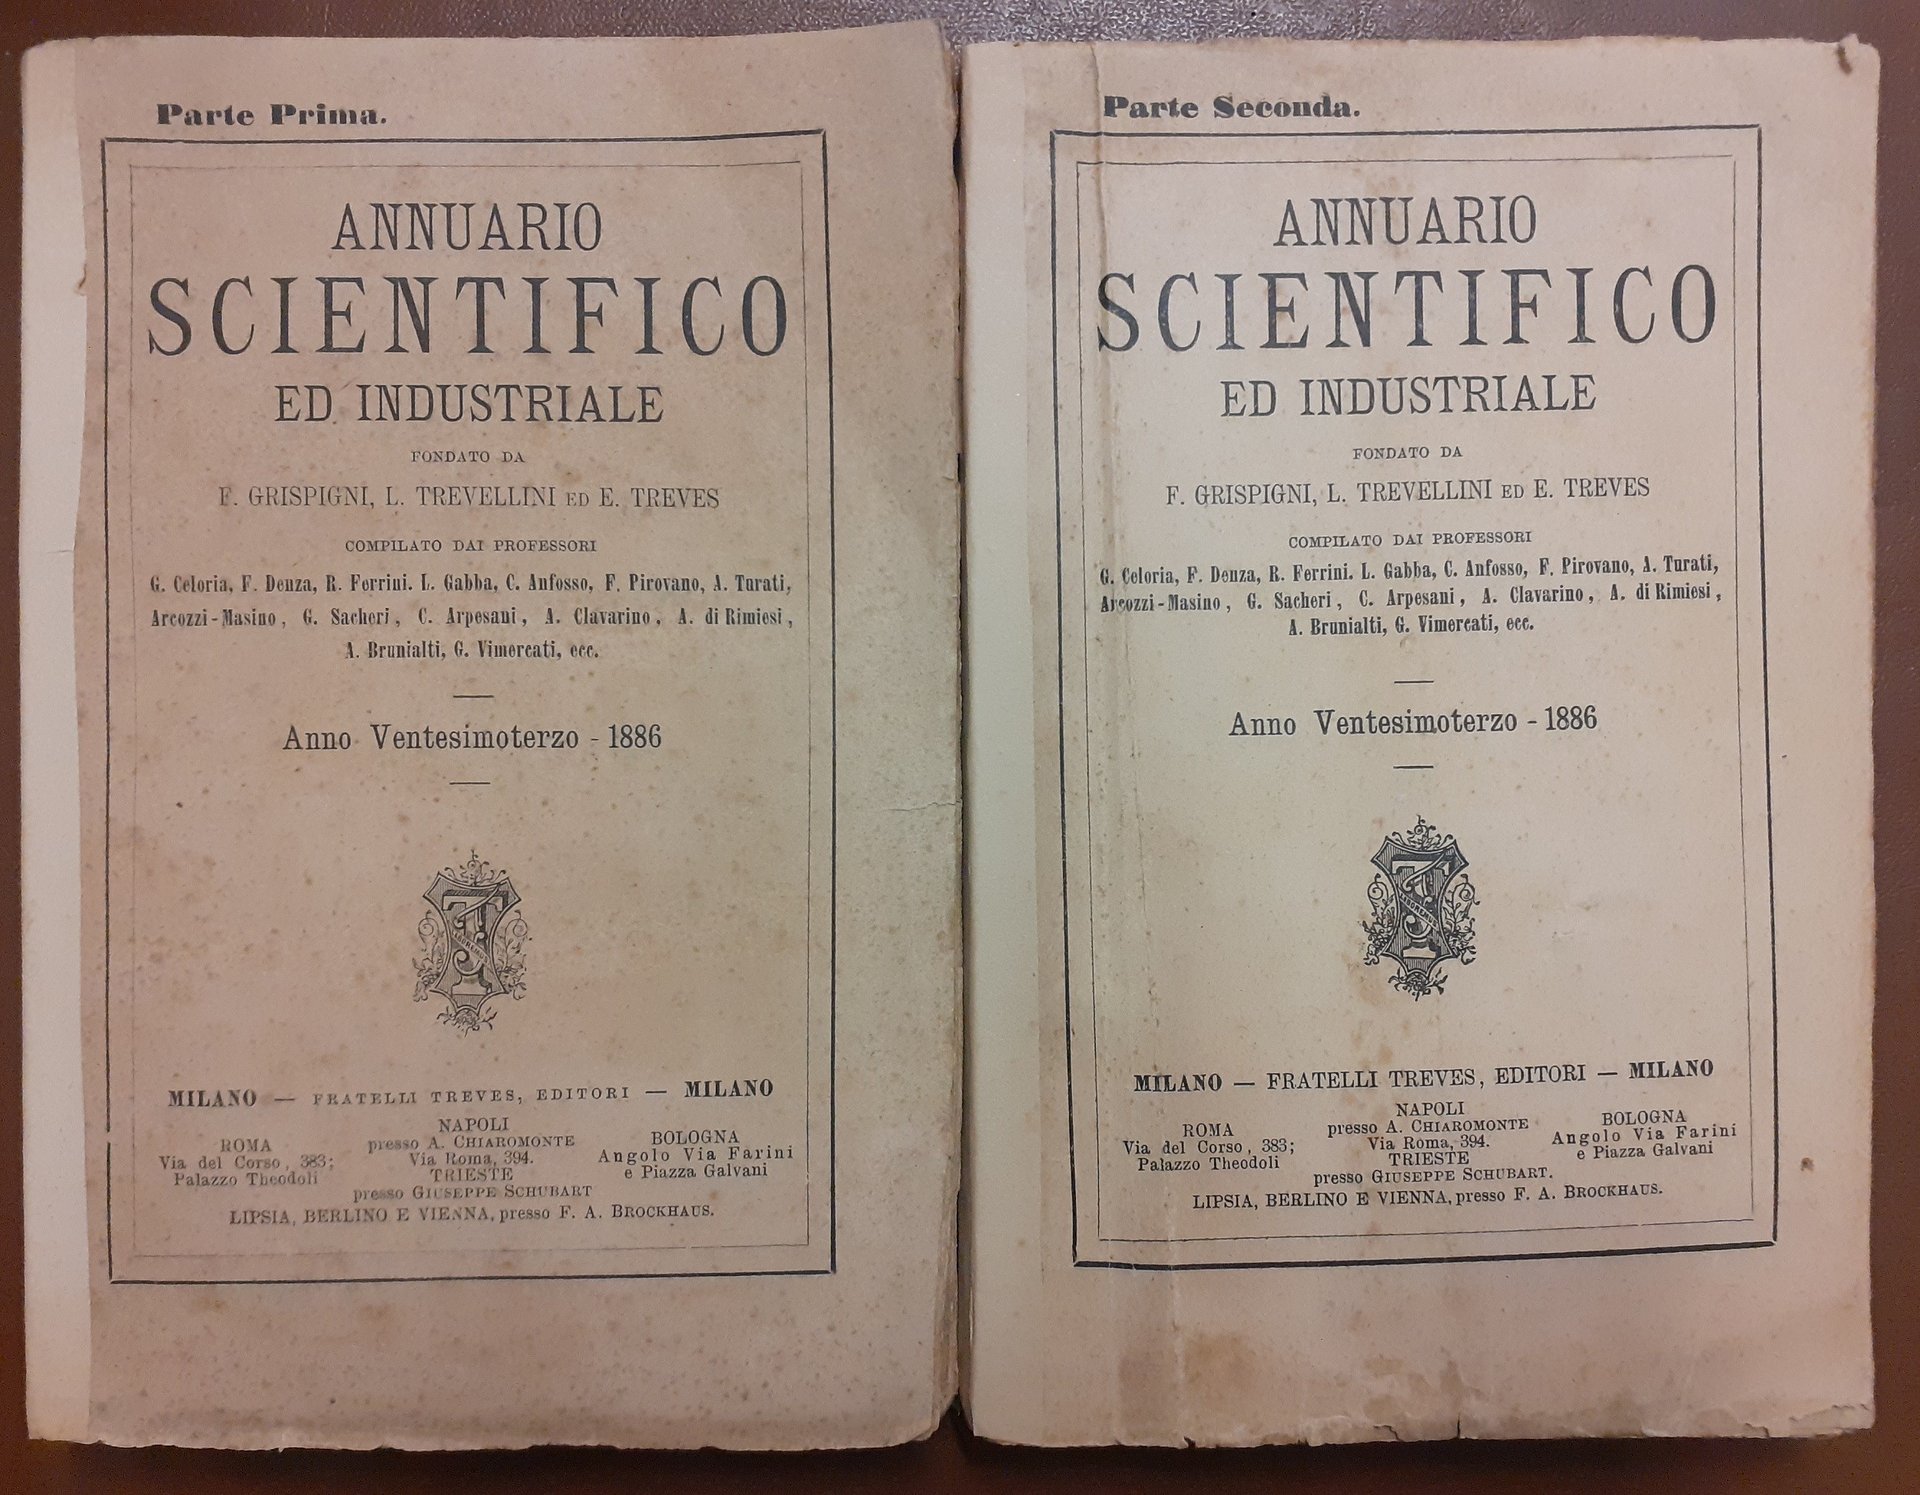 Parte Prima.
ANNUARIO
SCIENTIFICO
ED INDUSTRIALE
FONDATO DA
F. GRISPIGNI, L. TREVELLINI ED E. TREVES
COMPILATO DAI PROFESSORI
G. Celoria, F. Denza, R. Ferrini. L. Gabba, C. Anfosso, F. Pirovano, A. Turati,
Arcozzi-Masino, G. Sacheri, C. Arpesani, A. Clavarino, A. di Rimiesi,
A. Brunialti, G. Vimercati, ecc.
Anno Ventesimoterzo - 1886
MILANO — FRATELLI TREVES, EDITORI — MILANO
ROMA
Via del Corso, 383;
Palazzo Theodoli
NAPOLI
presso A. CHIAROMONTE
Via Roma, 394.
TRIESTE
presso GIUSEPPE SCHUBART
BOLOGNA
Angolo Via Farini
e Piazza Galvani
LIPSIA, BERLINO E VIENNA, presso F. A. BROCKHAUS.
Parte Seconda.
ANNUARIO
SCIENTIFICO
ED INDUSTRIALE
FONDATO DA
F. GRISPIGNI, L. TREVELLINI ED E. TREVES
COMPILATO DAI PROFESSORI
G. Celoria, F. Denza, R. Ferrini. L. Gabba, C. Anfosso, F. Pirovano, A. Turati,
Arcozzi-Masino, G. Sacheri, C. Arpesani, A. Clavarino, A. di Rimiesi,
A. Brunialti, G. Vimercati, ecc.
Anno Ventesimoterzo - 1886
MILANO — FRATELLI TREVES, EDITORI — MILANO
ROMA
Via del Corso, 383;
Palazzo Theodoli
NAPOLI
presso A. CHIAROMONTE
Via Roma, 394.
TRIESTE
presso GIUSEPPE SCHUBART.
BOLOGNA
Angolo Via Farini
e Piazza Galvani
LIPSIA, BERLINO E VIENNA, presso F. A. BROCKHAUS.